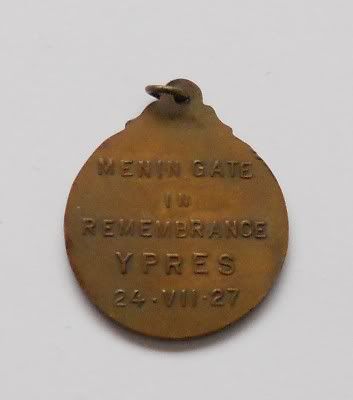 MENIN GATE
IN
REMEMBRANCE
YPRES
24·VII·27